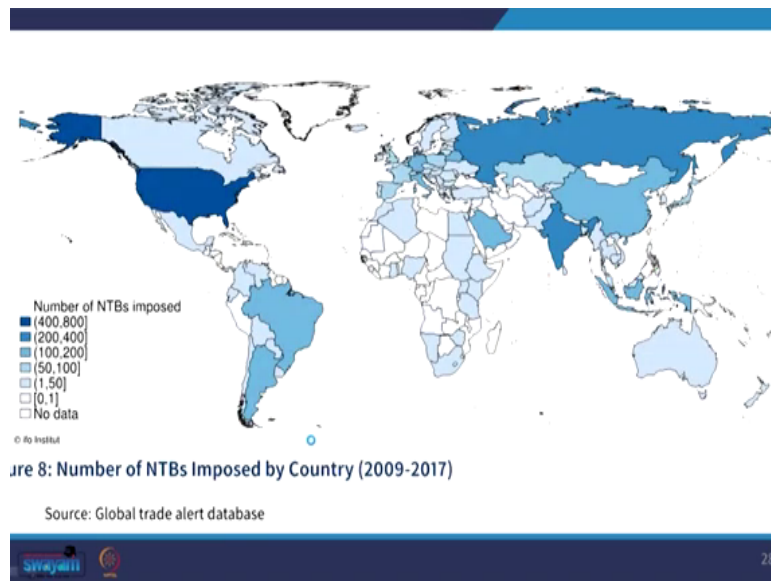 Number of NTBs imposed
(400,800]
(200,400]
(100,200]
(50,100]
(1,50]
[0,1]
No data
© ifo Institut
ure 8: Number of NTBs Imposed by Country (2009-2017)
Source: Global trade alert database
swayam